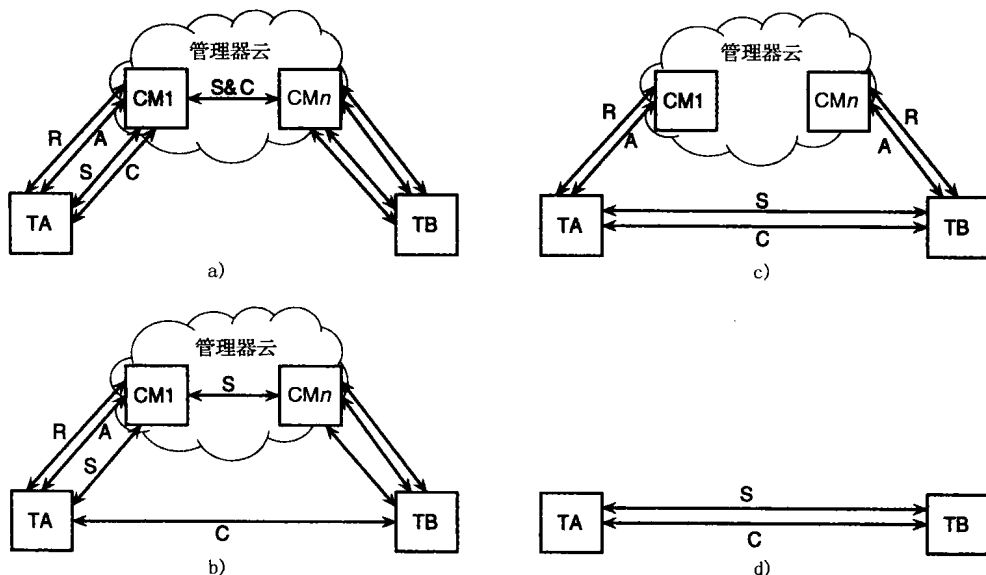 管理器云
CM1
S& C
CMn
R
A
S
C
TA
TB
a)
管理器云
CM1
CMn
R
A
R
A
TA
S
C
TB
c)
管理器云
CM1
S
CMn
R
A
S
TA
C
TB
b)
TA
S
C
TB
d)